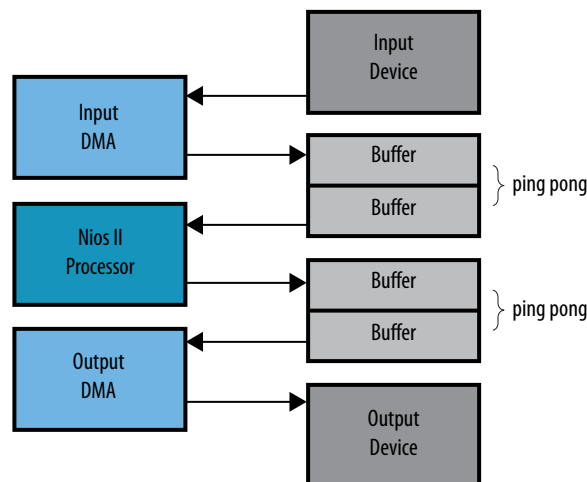 Input
Device
Input
DMA
Buffer
ping pong
Buffer
Nios II
Processor
Buffer
ping pong
Buffer
Output
DMA
Output
Device